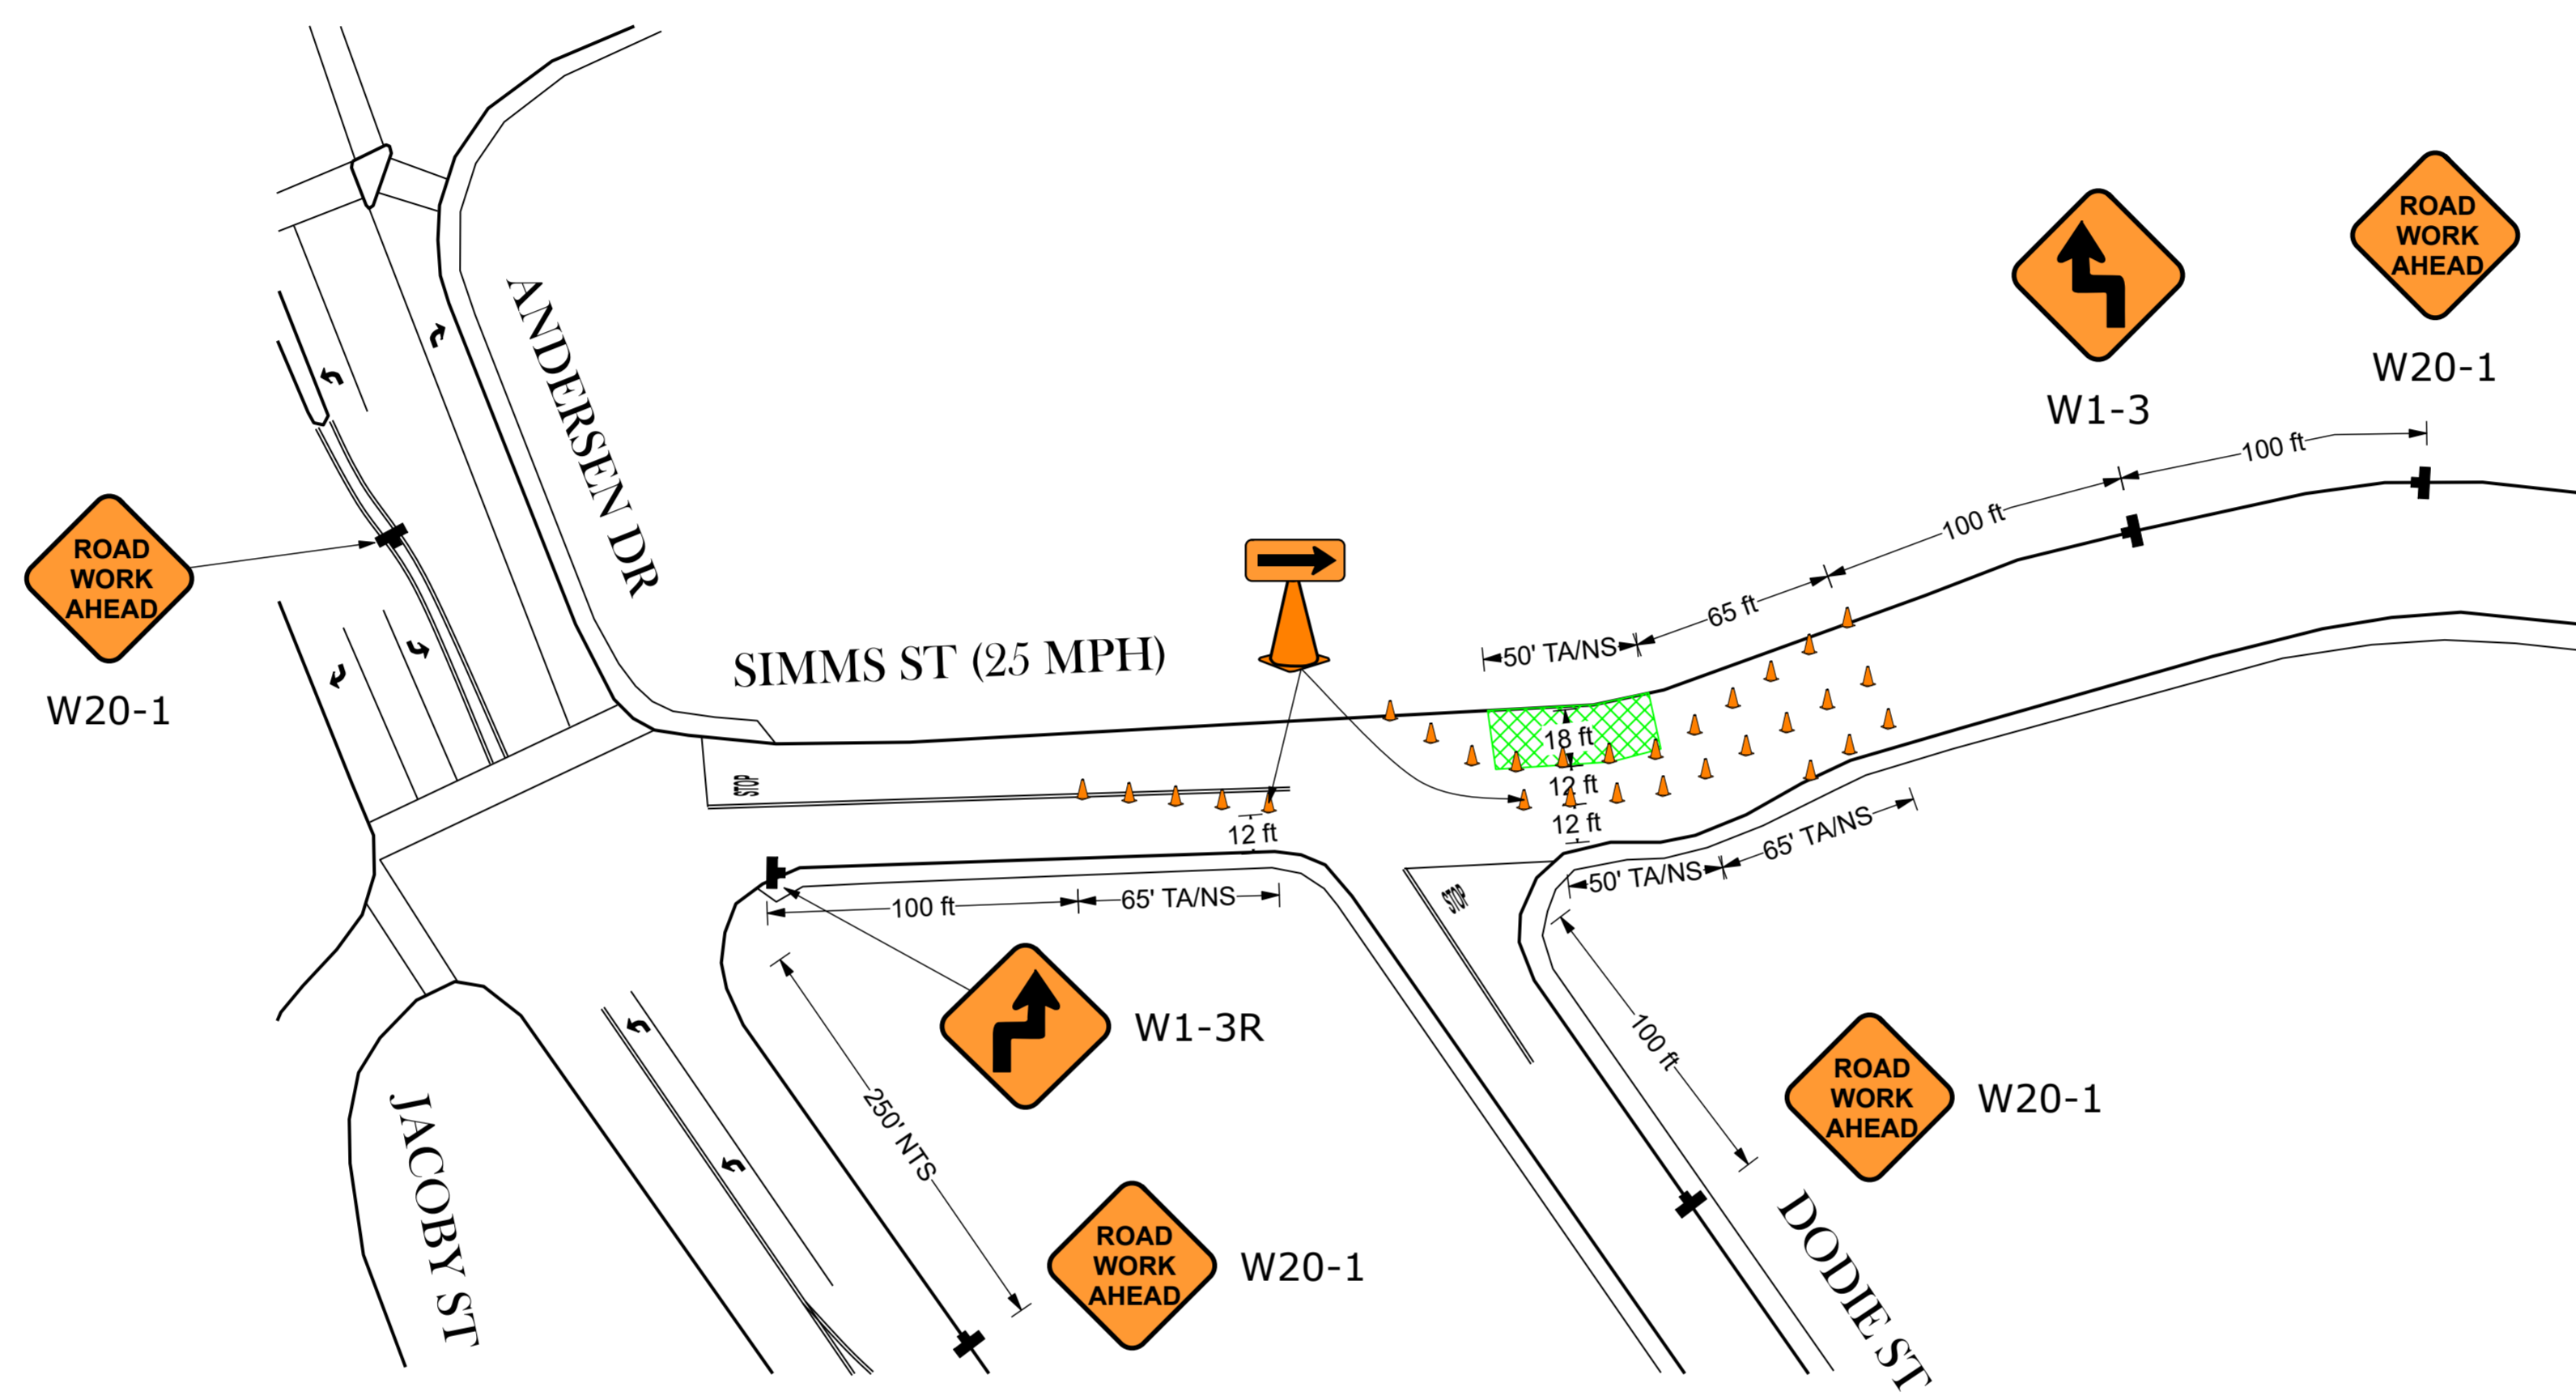 ROAD
WORK
AHEAD
W20-1
W1-3
100 ft
100 ft
65 ft
50' TA/NS
ANDERSEN DR
ROAD
WORK
AHEAD
W20-1
SIMMS ST (25 MPH)
STOP
18 ft
12 ft
12 ft
12 ft
65' TA/NS
50' TA/NS
STOP
100 ft
65' TA/NS
W1-3R
250' NTS
100 ft
ROAD
WORK
AHEAD
W20-1
ROAD
WORK
AHEAD
W20-1
JACOBY ST
DODIE ST